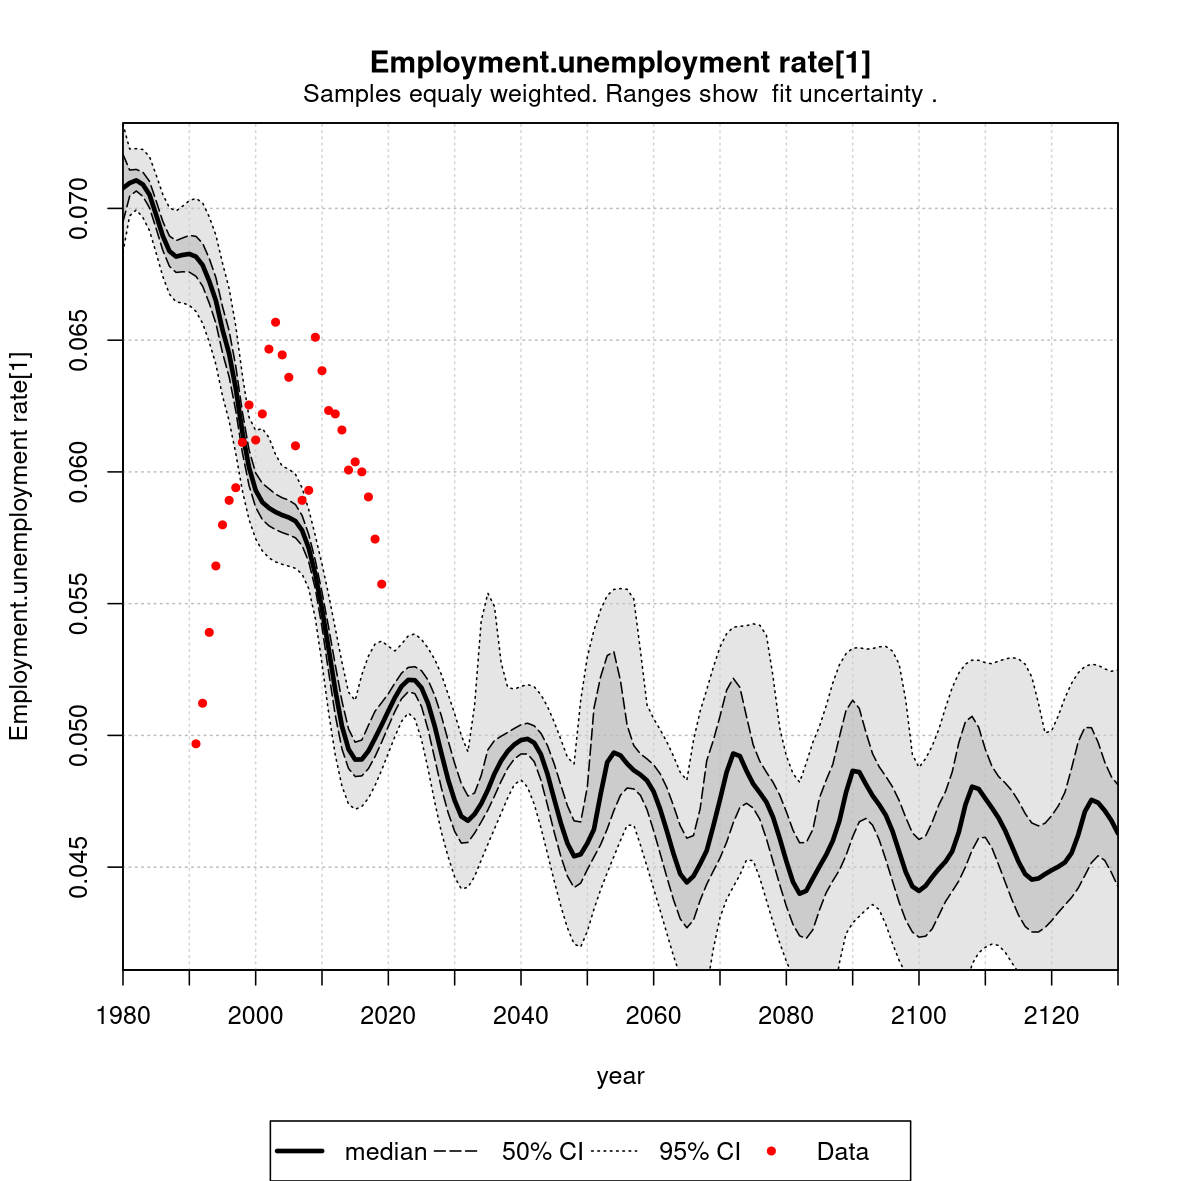 Employment.unemployment rate[1]
Samples equaly weighted. Ranges show  fit uncertainty .
Employment.unemployment rate[1]
0.070
0.065
0.060
0.055
0.050
0.045
1980 2000 2020 2040 2060 2080 2100 2120
year
median 50% CI 95% CI Data